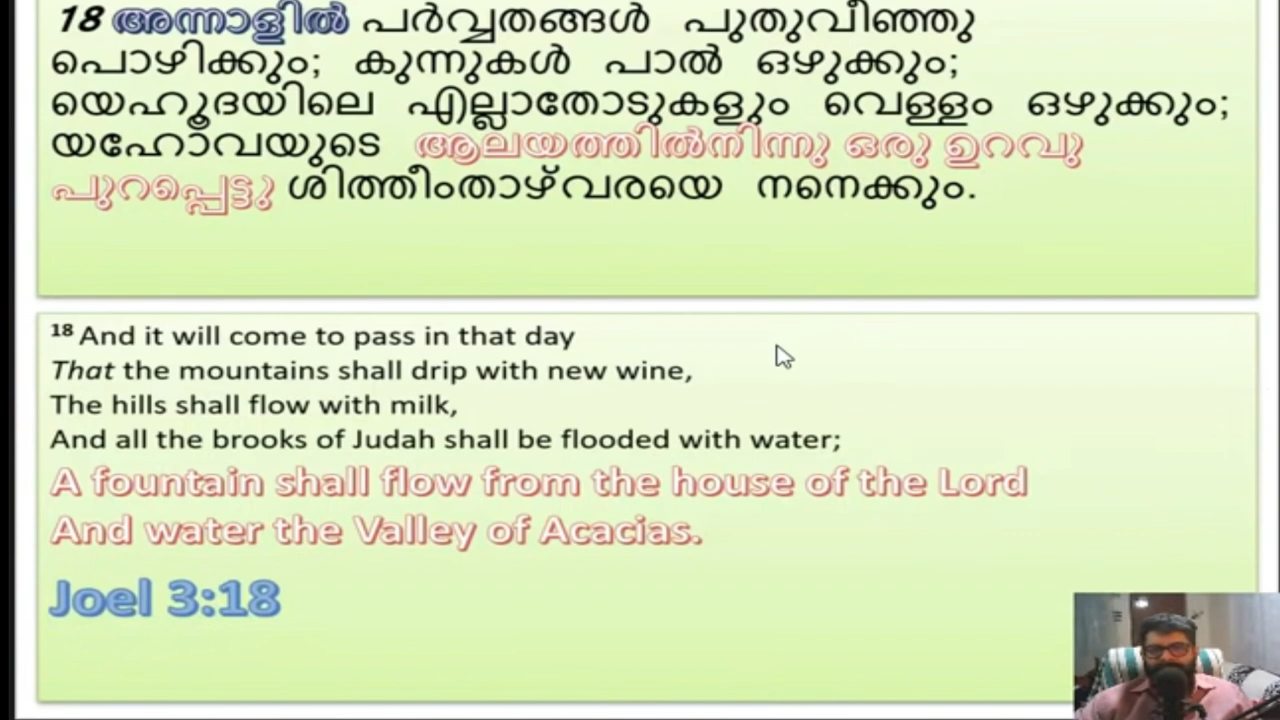 18 അന്നാളിൽ പർവ്വതങ്ങൾ പുതുവീഞ്ഞു
പൊഴിക്കും; കുന്നുകൾ പാൽ ഒഴുക്കും;
യെഹൂദയിലെ എല്ലാതോടുകളും വെള്ളം ഒഴുക്കും;
യഹോവയുടെ ആലയത്തിൽനിന്നു ഒരു ഉറവു
പുറപ്പെട്ടു ശിത്തീംതാഴ്‌വരയെ നനെക്കും.
18 And it will come to pass in that day
That the mountains shall drip with new wine,
The hills shall flow with milk,
And all the brooks of Judah shall be flooded with water;
A fountain shall flow from the house of the Lord
And water the Valley of Acacias.
Joel 3:18